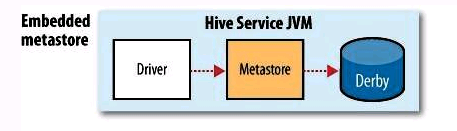 Embedded
metastore
Hive Service JVM
Driver
Metastore
Derby